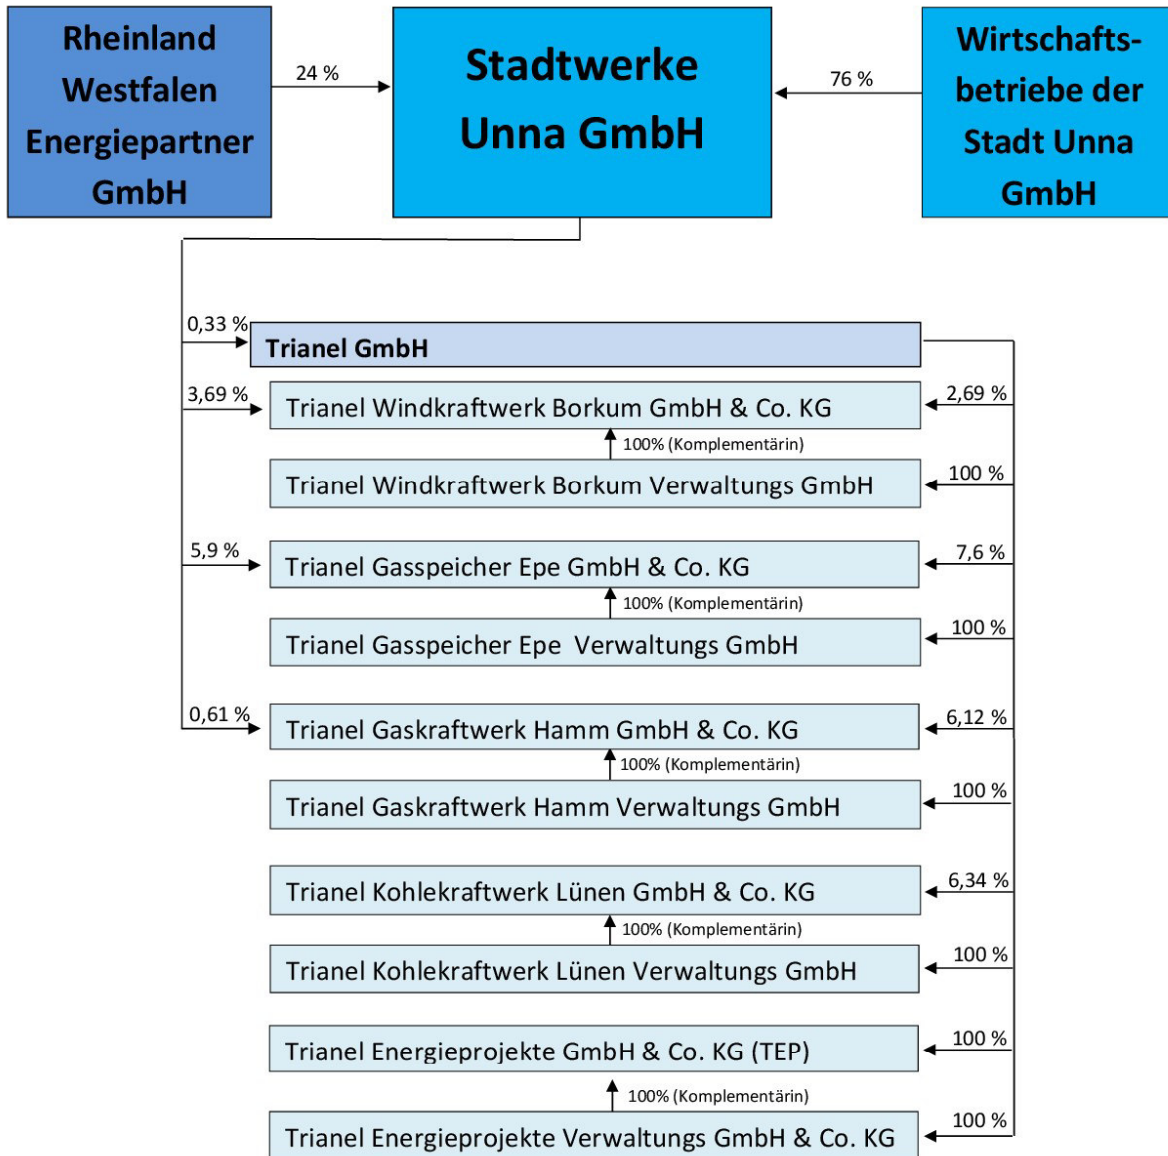 Rheinland
Westfalen
Energiepartner
GmbH
24 %
Stadtwerke
Unna GmbH
76 %
Wirtschafts-
betriebe der
Stadt Unna
GmbH
0,33 %
Trianel GmbH
3,69 %
Trianel Windkraftwerk Borkum GmbH & Co. KG
2,69 %
100% (Komplementärin)
Trianel Windkraftwerk Borkum Verwaltungs GmbH
100 %
5,9 %
Trianel Gasspeicher Epe GmbH & Co. KG
7,6 %
100% (Komplementärin)
Trianel Gasspeicher Epe  Verwaltungs GmbH
100 %
0,61 %
Trianel Gaskraftwerk Hamm GmbH & Co. KG
6,12 %
100% (Komplementärin)
Trianel Gaskraftwerk Hamm Verwaltungs GmbH
100 %
Trianel Kohlekraftwerk Lünen GmbH & Co. KG
6,34 %
100% (Komplementärin)
Trianel Kohlekraftwerk Lünen Verwaltungs GmbH
100 %
Trianel Energieprojekte GmbH & Co. KG (TEP)
100 %
100% (Komplementärin)
Trianel Energieprojekte Verwaltungs GmbH & Co. KG
100 %